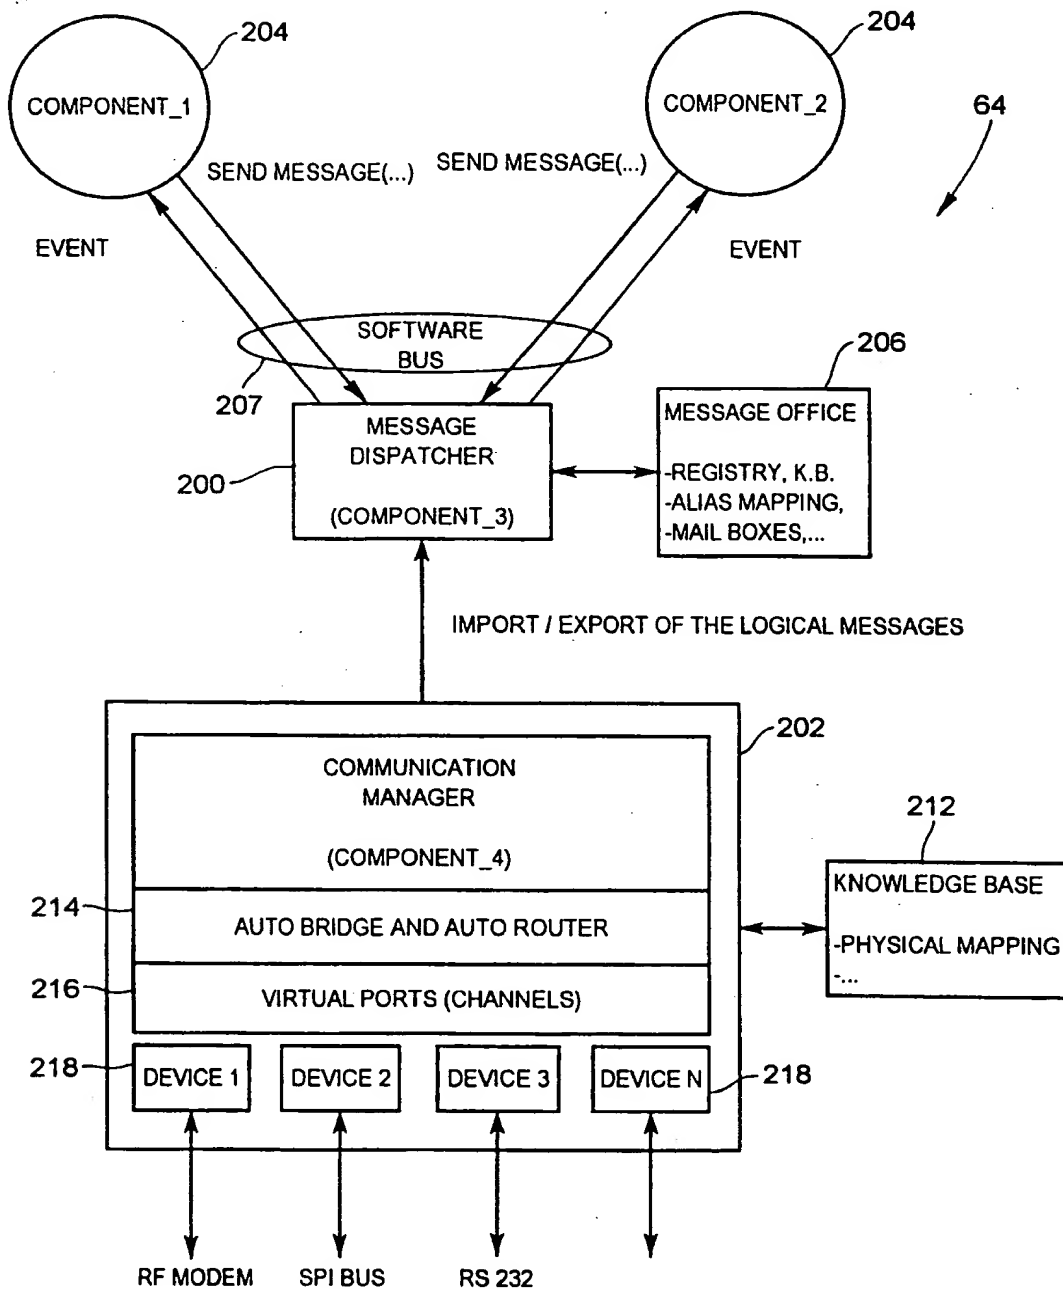 204
204
COMPONENT_1
COMPONENT_2
64
SEND MESSAGE(...)
SEND MESSAGE(...)
EVENT
EVENT
SOFTWARE
BUS
207
206
MESSAGE
DISPATCHER
(COMPONENT_3)
200
MESSAGE OFFICE
-REGISTRY, K.B.
-ALIAS MAPPING,
-MAIL BOXES,...
IMPORT / EXPORT OF THE LOGICAL MESSAGES
202
COMMUNICATION
MANAGER
(COMPONENT_4)
212
KNOWLEDGE BASE
-PHYSICAL MAPPING
-...
214
AUTO BRIDGE AND AUTO ROUTER
216
VIRTUAL PORTS (CHANNELS)
218
DEVICE 1
DEVICE 2
DEVICE 3
DEVICE N
218
RF MODEM
SPI BUS
RS 232